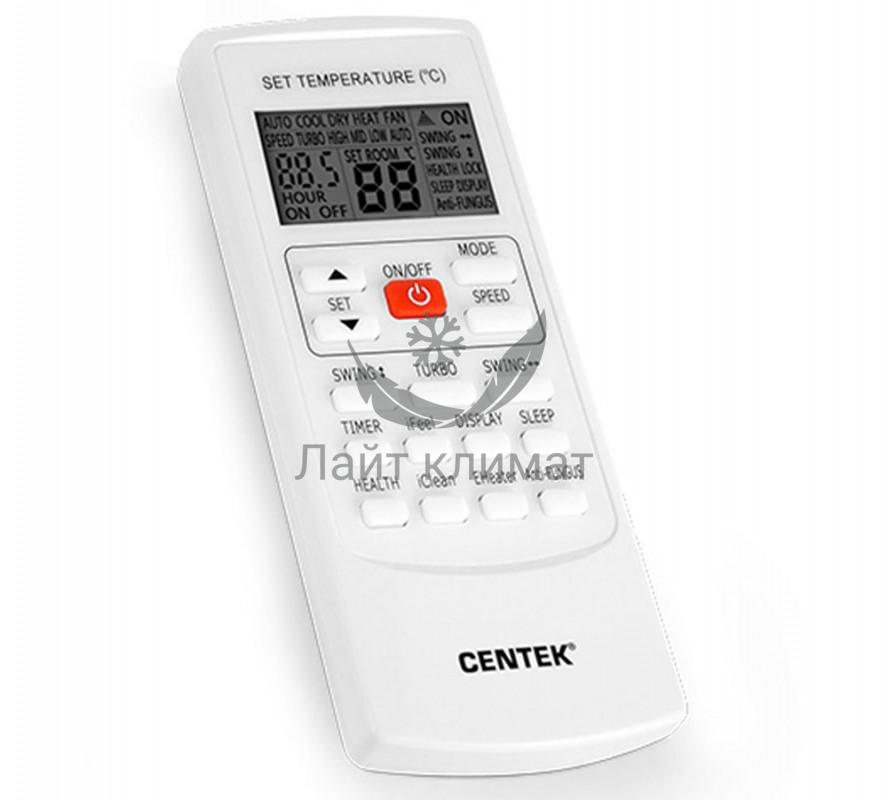 SET TEMPERATURE (°C)
AUTO COOL DRY HEAT FAN ▲ ON
SPEED TURBO HIGH MID LOW AUTO SWING ↔
SET ROOM °C SWING ↕
88.5 88 HEALTH LOCK
HOUR SLEEP DISPLAY
ON OFF Anti-FUNGUS
MODE
ON/OFF
SET SPEED
SWING ↕ TURBO SWING ↔
TIMER iFeel DISPLAY SLEEP
Лайт климат
HEALTH iClean EHeater Anti-FUNGUS
CENTEK®